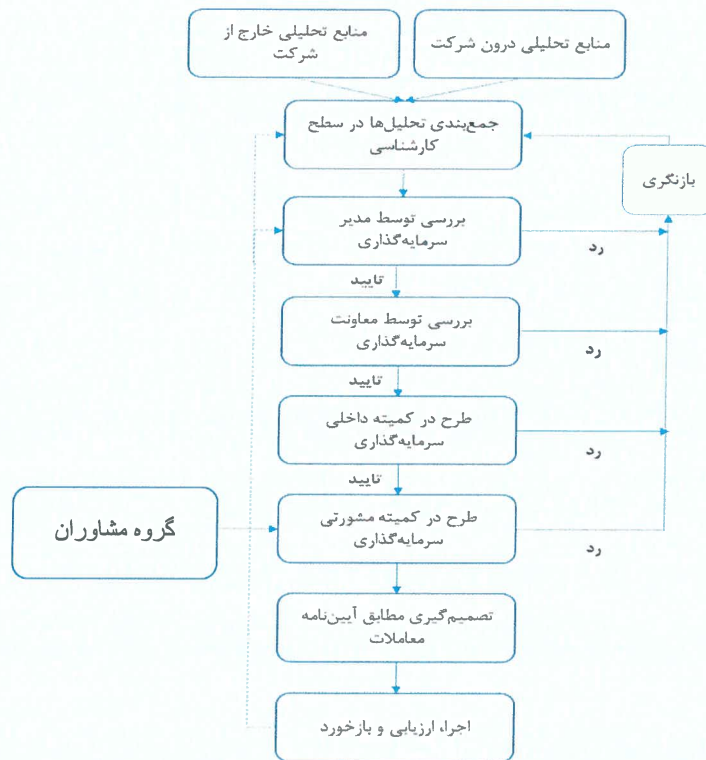 منابع تحلیلی درون شرکت
منابع تحلیلی خارج از
شرکت
جمع‌بندی تحلیل‌ها در سطح
کارشناسی
بازنگری
بررسی توسط مدیر
سرمایه‌گذاری
رد
تایید
بررسی توسط معاونت
سرمایه‌گذاری
رد
تایید
طرح در کمیته داخلی
سرمایه‌گذاری
رد
تایید
طرح در کمیته مشورتی
سرمایه‌گذاری
رد
گروه مشاوران
تصمیم‌گیری مطابق آیین‌نامه
معاملات
اجرا، ارزیابی و بازخورد